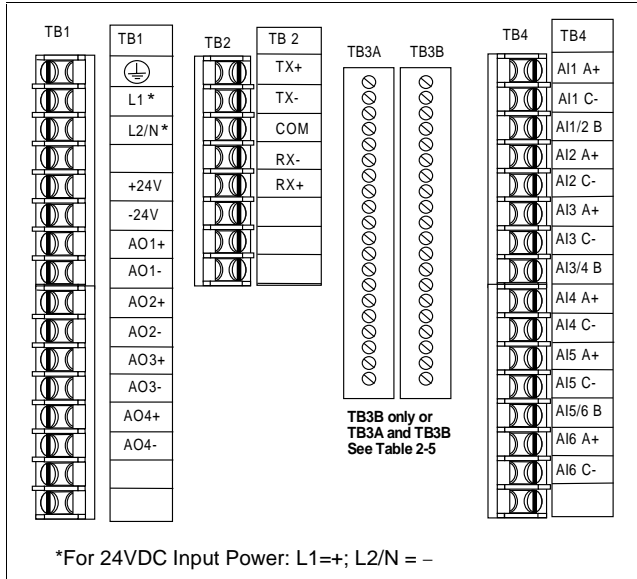 TB1
TB1
L1*
L2/N*
+24V
-24V
AO1+
AO1-
AO2+
AO2-
AO3+
AO3-
AO4+
AO4-
TB2
TB 2
TX+
TX-
COM
RX-
RX+
TB3A
TB3B
TB3B only or
TB3A and TB3B
See Table 2-5
TB4
TB4
AI1 A+
AI1 C-
AI1/2 B
AI2 A+
AI2 C-
AI3 A+
AI3 C-
AI3/4 B
AI4 A+
AI4 C-
AI5 A+
AI5 C-
AI5/6 B
AI6 A+
AI6 C-
*For 24VDC Input Power: L1=+; L2/N = –